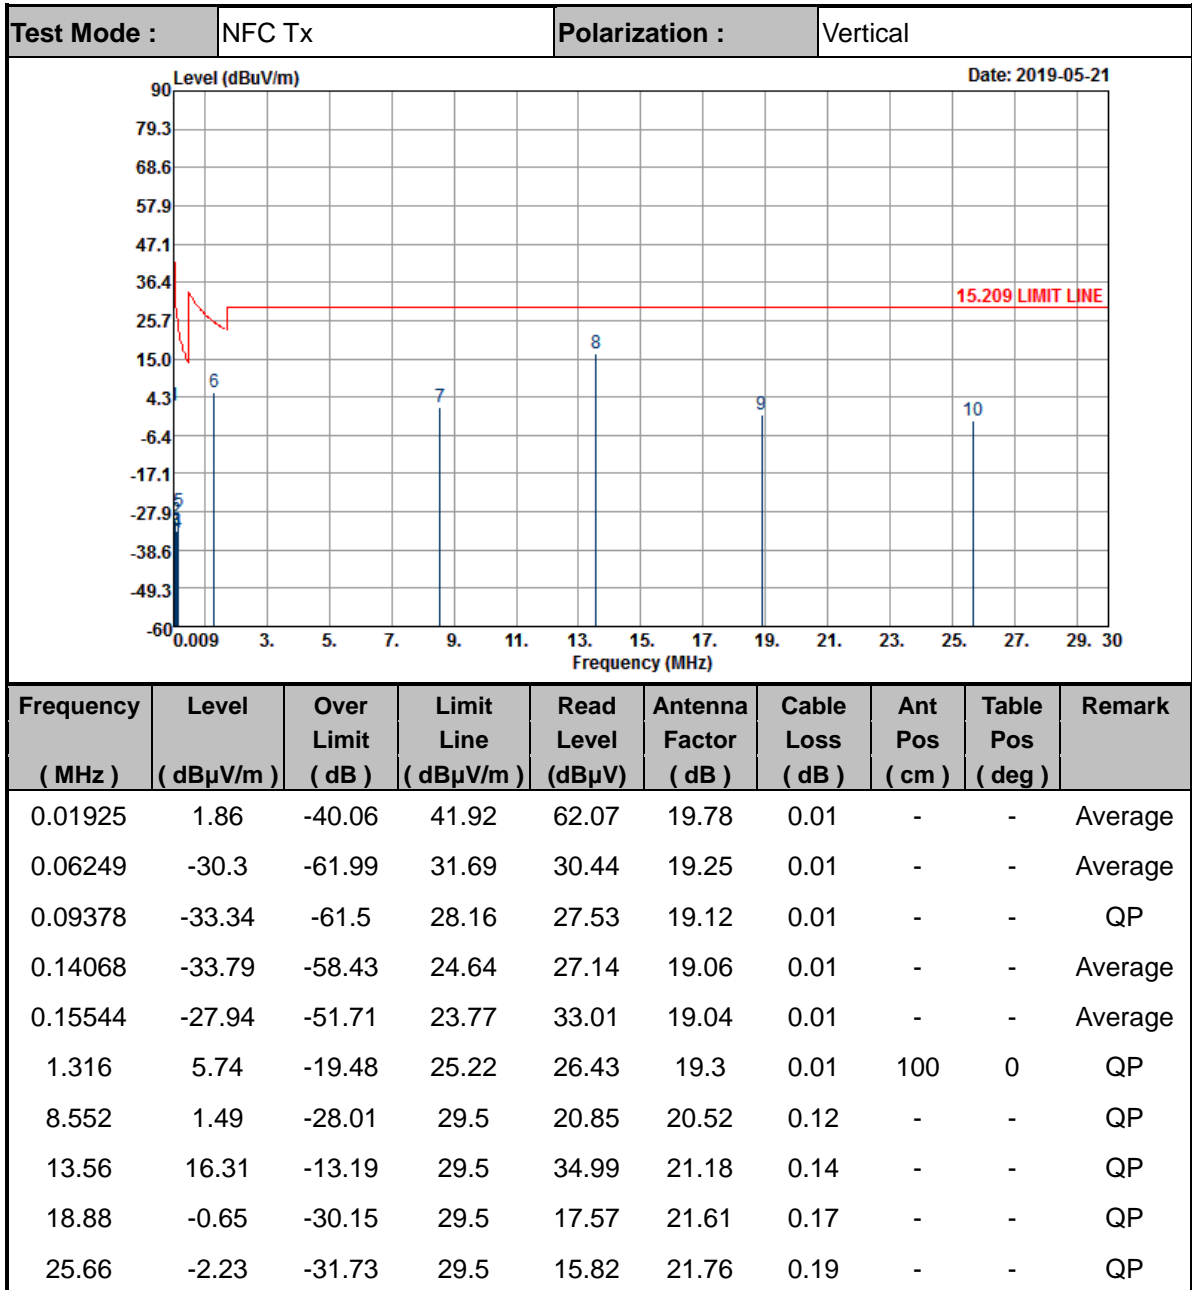 Test Mode : NFC Tx Polarization : Vertical
Level (dBuV/m) Date: 2019-05-21
90
79.3
68.6
57.9
47.1
36.4
15.209 LIMIT LINE
25.7
8
15.0
6
4.3
7
9
10
-6.4
-17.1
5
-27.9
-38.6
-49.3
-60
0.009 3. 5. 7. 9. 11. 13. 15. 17. 19. 21. 23. 25. 27. 29. 30
Frequency (MHz)
Frequency Level Over Limit Read Antenna Cable Ant Table Remark
Limit Line Level Factor Loss Pos Pos
( MHz ) ( dBµV/m ) ( dB ) ( dBµV/m ) (dBµV) ( dB ) ( dB ) ( cm ) ( deg )
0.01925 1.86 -40.06 41.92 62.07 19.78 0.01 - - Average
0.06249 -30.3 -61.99 31.69 30.44 19.25 0.01 - - Average
0.09378 -33.34 -61.5 28.16 27.53 19.12 0.01 - - QP
0.14068 -33.79 -58.43 24.64 27.14 19.06 0.01 - - Average
0.15544 -27.94 -51.71 23.77 33.01 19.04 0.01 - - Average
1.316 5.74 -19.48 25.22 26.43 19.3 0.01 100 0 QP
8.552 1.49 -28.01 29.5 20.85 20.52 0.12 - - QP
13.56 16.31 -13.19 29.5 34.99 21.18 0.14 - - QP
18.88 -0.65 -30.15 29.5 17.57 21.61 0.17 - - QP
25.66 -2.23 -31.73 29.5 15.82 21.76 0.19 - - QP